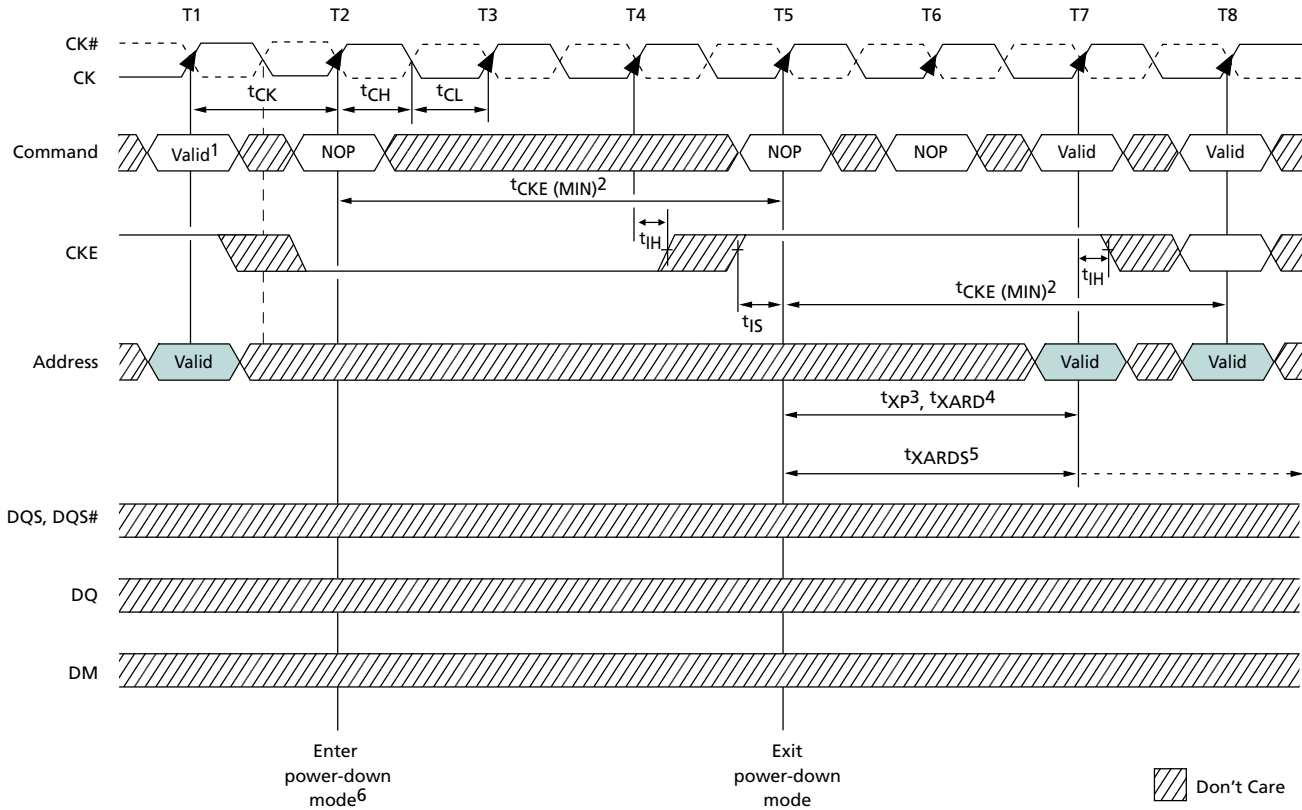 T1 T2 T3 T4 T5 T6 T7 T8
CK#
CK
tCK tCH tCL
Command Valid1 NOP NOP NOP Valid Valid
tCKE (MIN)2
CKE tIH tIH
tCKE (MIN)2
tIS
Address Valid Valid Valid
tXP3, tXARD4
tXARDS5
DQS, DQS#
DQ
DM
Enter
power-down
mode6
Exit
power-down
mode
Don't Care